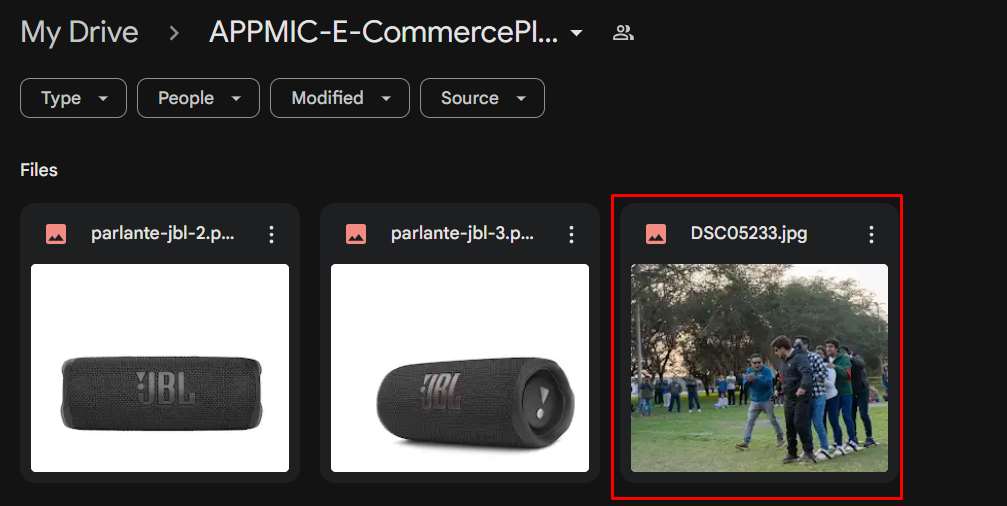 My Drive > APPMIC-E-CommercePl...
Type People Modified Source
Files
parlante-jbl-2.p... parlante-jbl-3.p... DSC05233.jpg
JBL JBL